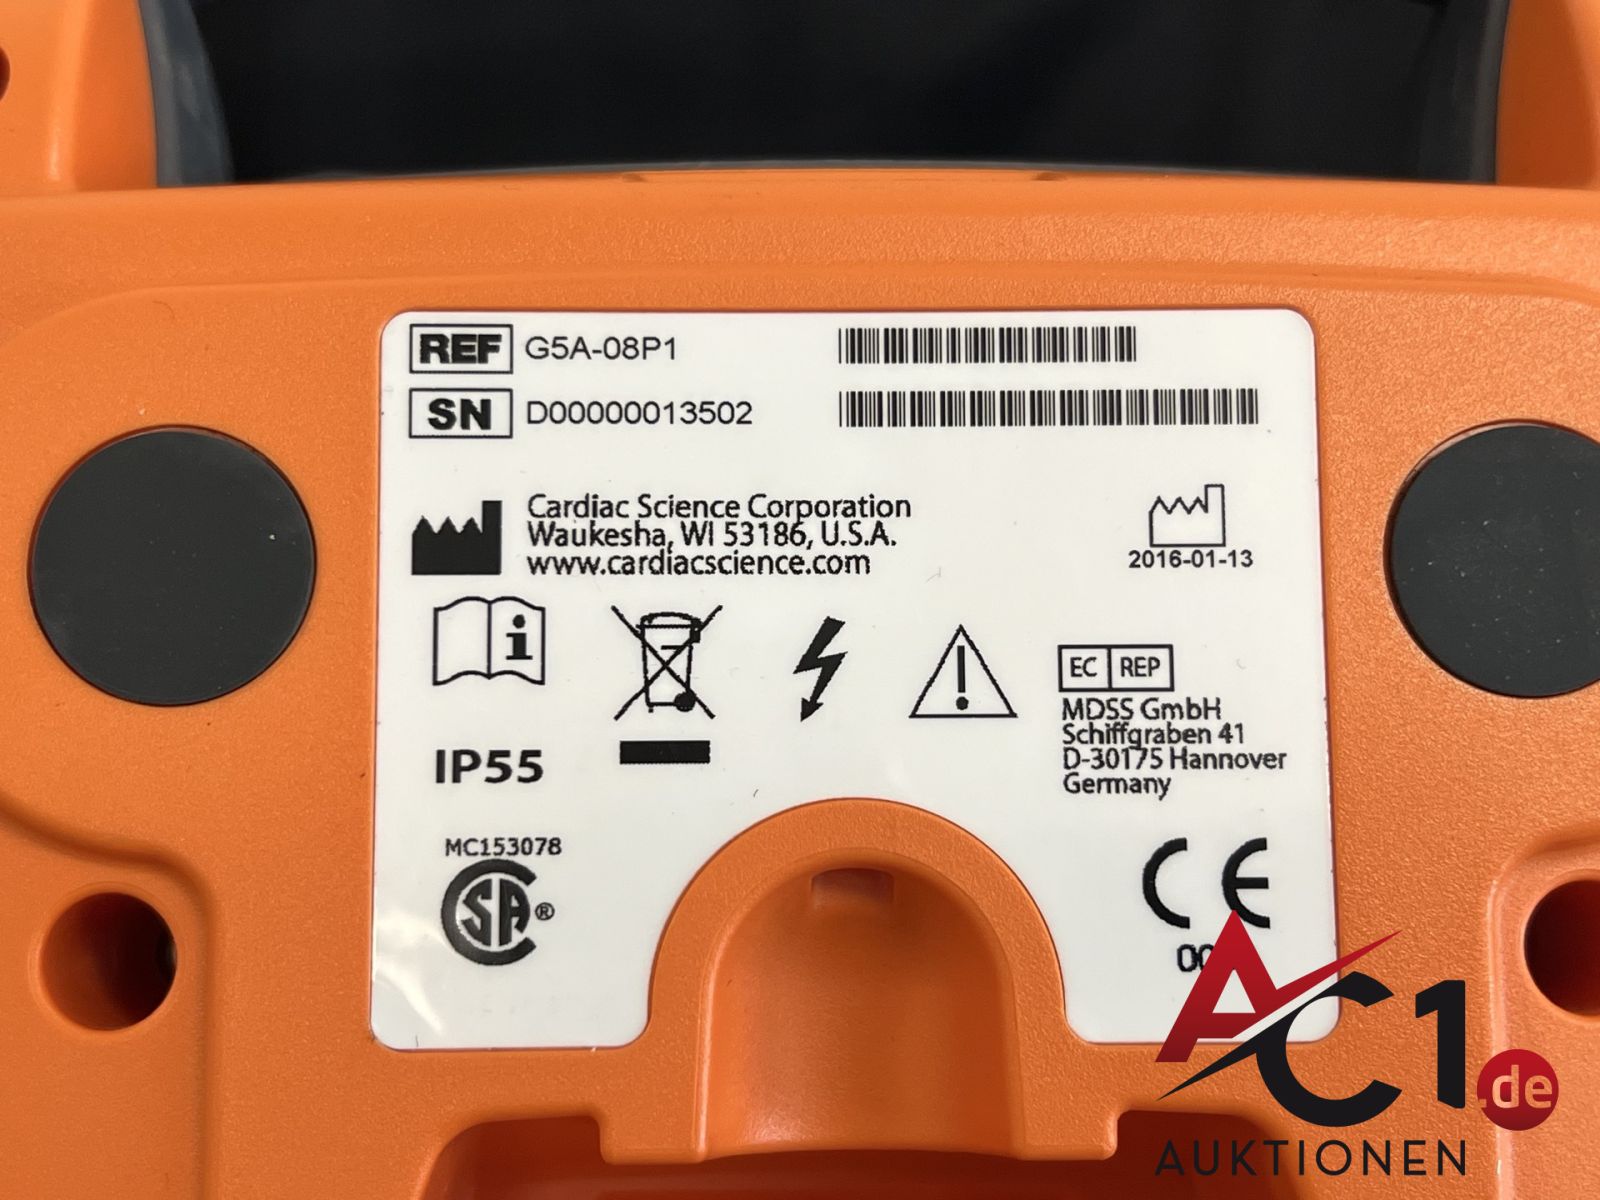 REF G5A-08P1
SN D00000013502
Cardiac Science Corporation
Waukesha, WI 53186, U.S.A.
www.cardiacscience.com
2016-01-13
i
EC REP
MDSS GmbH
Schiffgraben 41
D-30175 Hannover
Germany
IP55
MC153078
CSA®
CE
AC1.de
AUKTIONEN